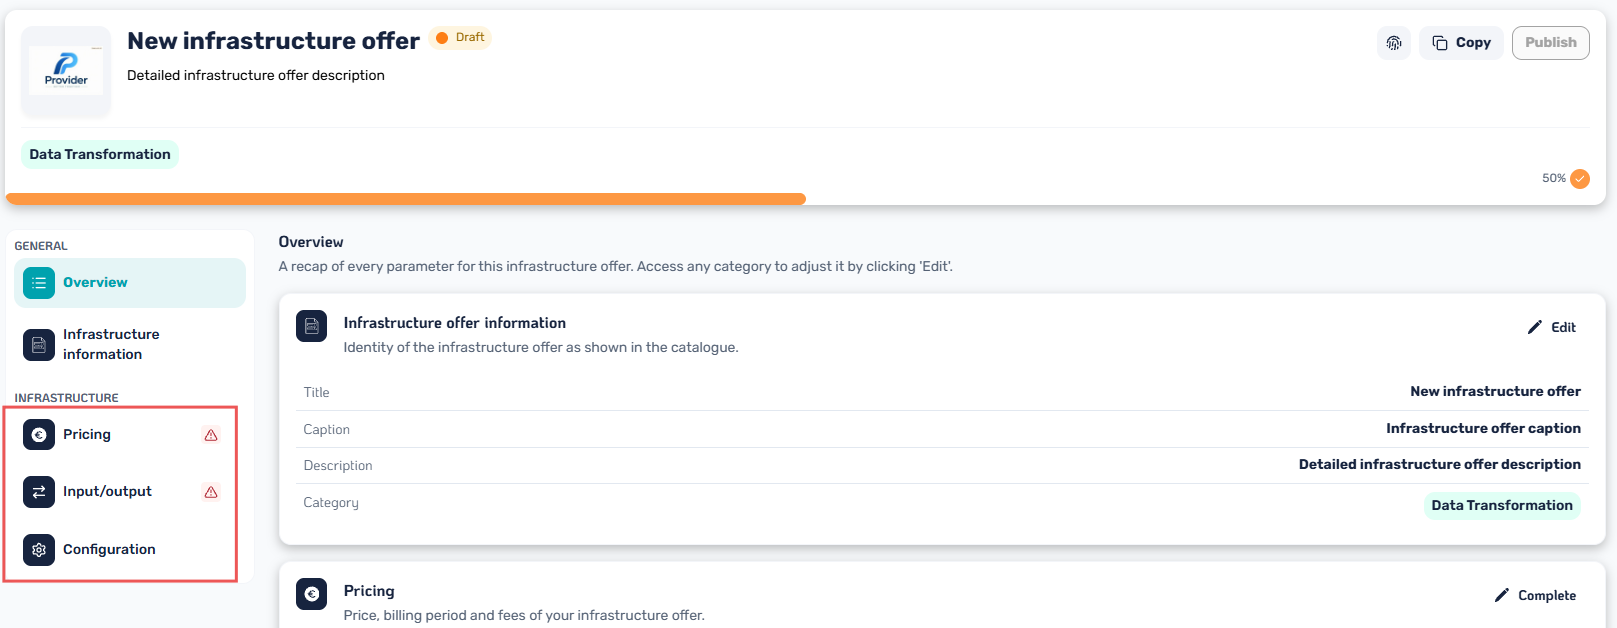 New infrastructure offer
Draft
Detailed infrastructure offer description
Provider
Copy
Publish
Data Transformation
50%
GENERAL
Overview
Infrastructure
information
INFRASTRUCTURE
Pricing
Input/output
Configuration
Overview
A recap of every parameter for this infrastructure offer. Access any category to adjust it by clicking 'Edit'.
Infrastructure offer information
Identity of the infrastructure offer as shown in the catalogue.
Edit
Title
New infrastructure offer
Caption
Infrastructure offer caption
Description
Detailed infrastructure offer description
Category
Data Transformation
Pricing
Price, billing period and fees of your infrastructure offer.
Complete